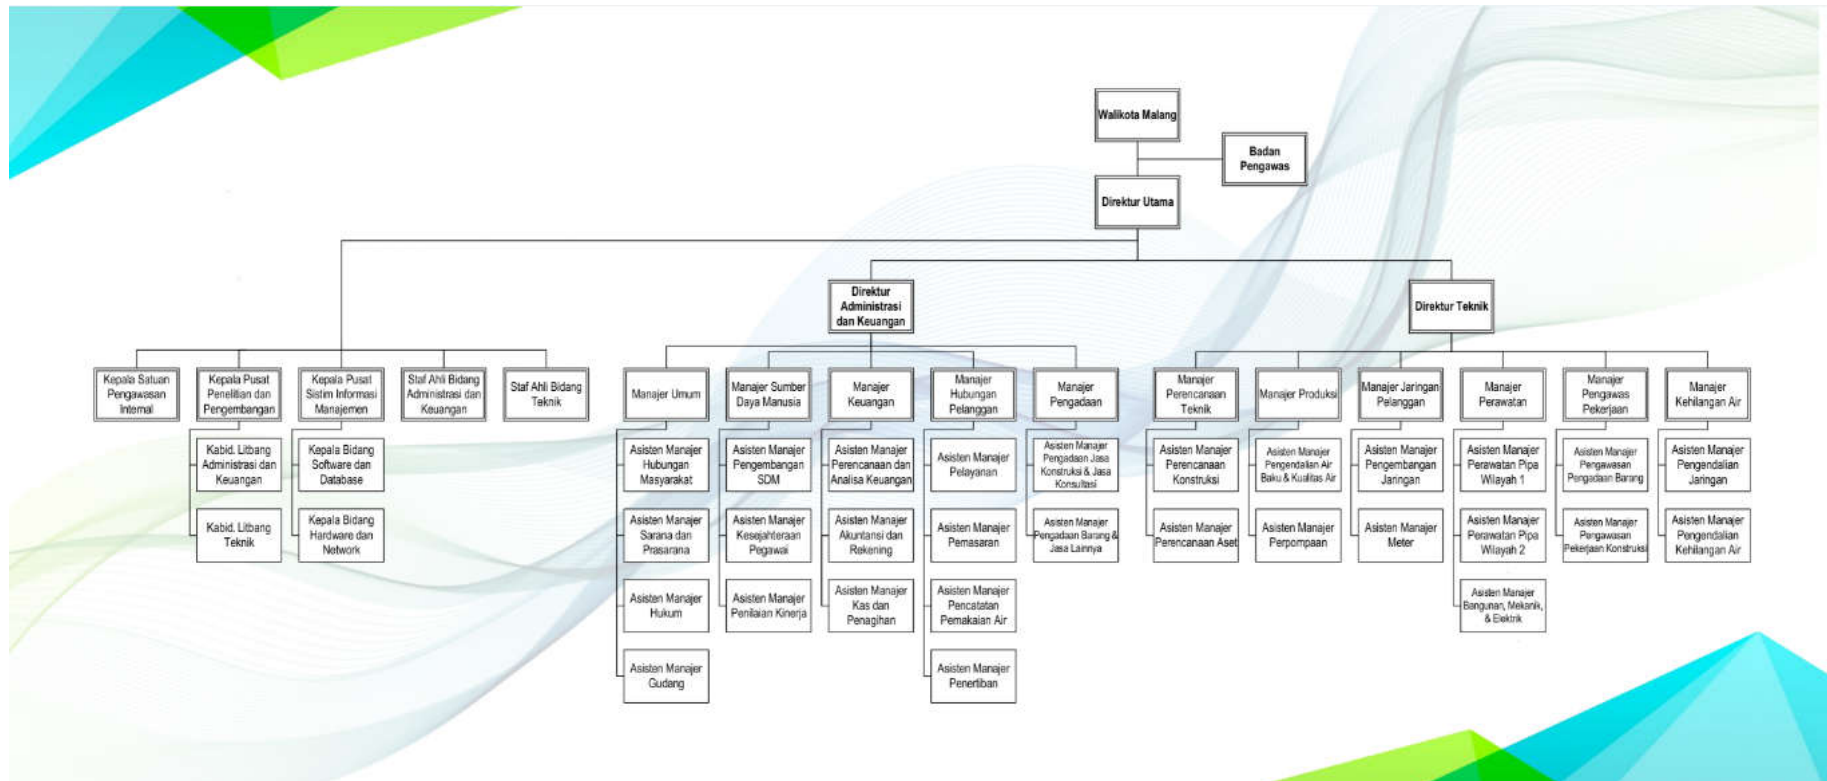 Walikota Malang
Badan
Pengawas
Direktur Utama
Direktur
Administrasi
dan Keuangan
Direktur Teknik
Kepala Satuan
Pengawasan
Internal
Kepala Pusat
Penelitian dan
Pengembangan
Kepala Pusat
Sistim Informasi
Manajemen
Staf Ahli Bidang
Administrasi dan
Keuangan
Staf Ahli Bidang
Teknik
Manajer Umum
Manajer Sumber
Daya Manusia
Manajer
Keuangan
Manajer
Hubungan
Pelanggan
Manajer
Pengadaan
Manajer
Perencanaan
Teknik
Manajer Produksi
Manajer Jaringan
Pelanggan
Manajer
Perawatan
Manajer
Pengawas
Pekerjaan
Manajer
Kehilangan Air
Kabid. Litbang
Administrasi dan
Keuangan
Kepala Bidang
Software dan
Database
Asisten Manajer
Hubungan
Masyarakat
Asisten Manajer
Pengembangan
SDM
Asisten Manajer
Perencanaan dan
Analisa Keuangan
Asisten Manajer
Pelayanan
Asisten Manajer
Pengadaan Jasa
Konstruksi & Jasa
Konsultasi
Asisten Manajer
Perencanaan
Konstruksi
Asisten Manajer
Pengendalian Air
Baku & Kualitas Air
Asisten Manajer
Pengembangan
Jaringan
Asisten Manajer
Perawatan Pipa
Wilayah 1
Asisten Manajer
Pengawasan
Pengadaan Barang
Asisten Manajer
Pengendalian
Jaringan
Kabid. Litbang
Teknik
Kepala Bidang
Hardware dan
Network
Asisten Manajer
Sarana dan
Prasarana
Asisten Manajer
Kesejahteraan
Pegawai
Asisten Manajer
Akuntansi dan
Rekening
Asisten Manajer
Pemasaran
Asisten Manajer
Pengadaan Barang &
Jasa Lainnya
Asisten Manajer
Perencanaan Aset
Asisten Manajer
Perpompaan
Asisten Manajer
Meter
Asisten Manajer
Perawatan Pipa
Wilayah 2
Asisten Manajer
Pengawasan
Pekerjaan Konstruksi
Asisten Manajer
Pengendalian
Kehilangan Air
Asisten Manajer
Hukum
Asisten Manajer
Penilaian Kinerja
Asisten Manajer
Kas dan
Penagihan
Asisten Manajer
Pencatatan
Pemakaian Air
Asisten Manajer
Bangunan, Mekanik,
& Elektrik
Asisten Manajer
Gudang
Asisten Manajer
Penertiban